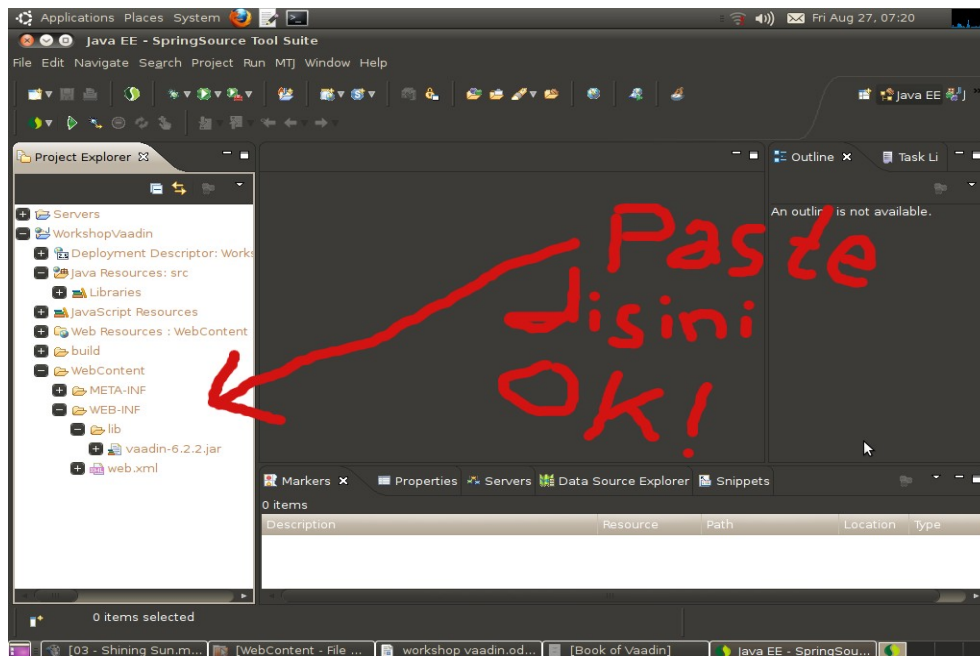 Applications Places System Fri Aug 27, 07:20
Java EE - SpringSource Tool Suite
File Edit Navigate Search Project Run MTJ Window Help
Java EE J
Project Explorer
Outline Task Li
Servers
An outline is not available.
WorkshopVaadin
Deployment Descriptor: Works
Java Resources: src
Libraries
JavaScript Resources
Web Resources : WebContent
build
WebContent
META-INF
WEB-INF
lib
vaadin-6.2.2.jar
web.xml
Paste
disini
OK!
Markers Properties Servers Data Source Explorer Snippets
0 items
Description Resource Path Location Type
0 items selected
[03 - Shining Sun.m... [WebContent - File ... workshop vaadin.od... [Book of Vaadin] Java EE - SpringSou...